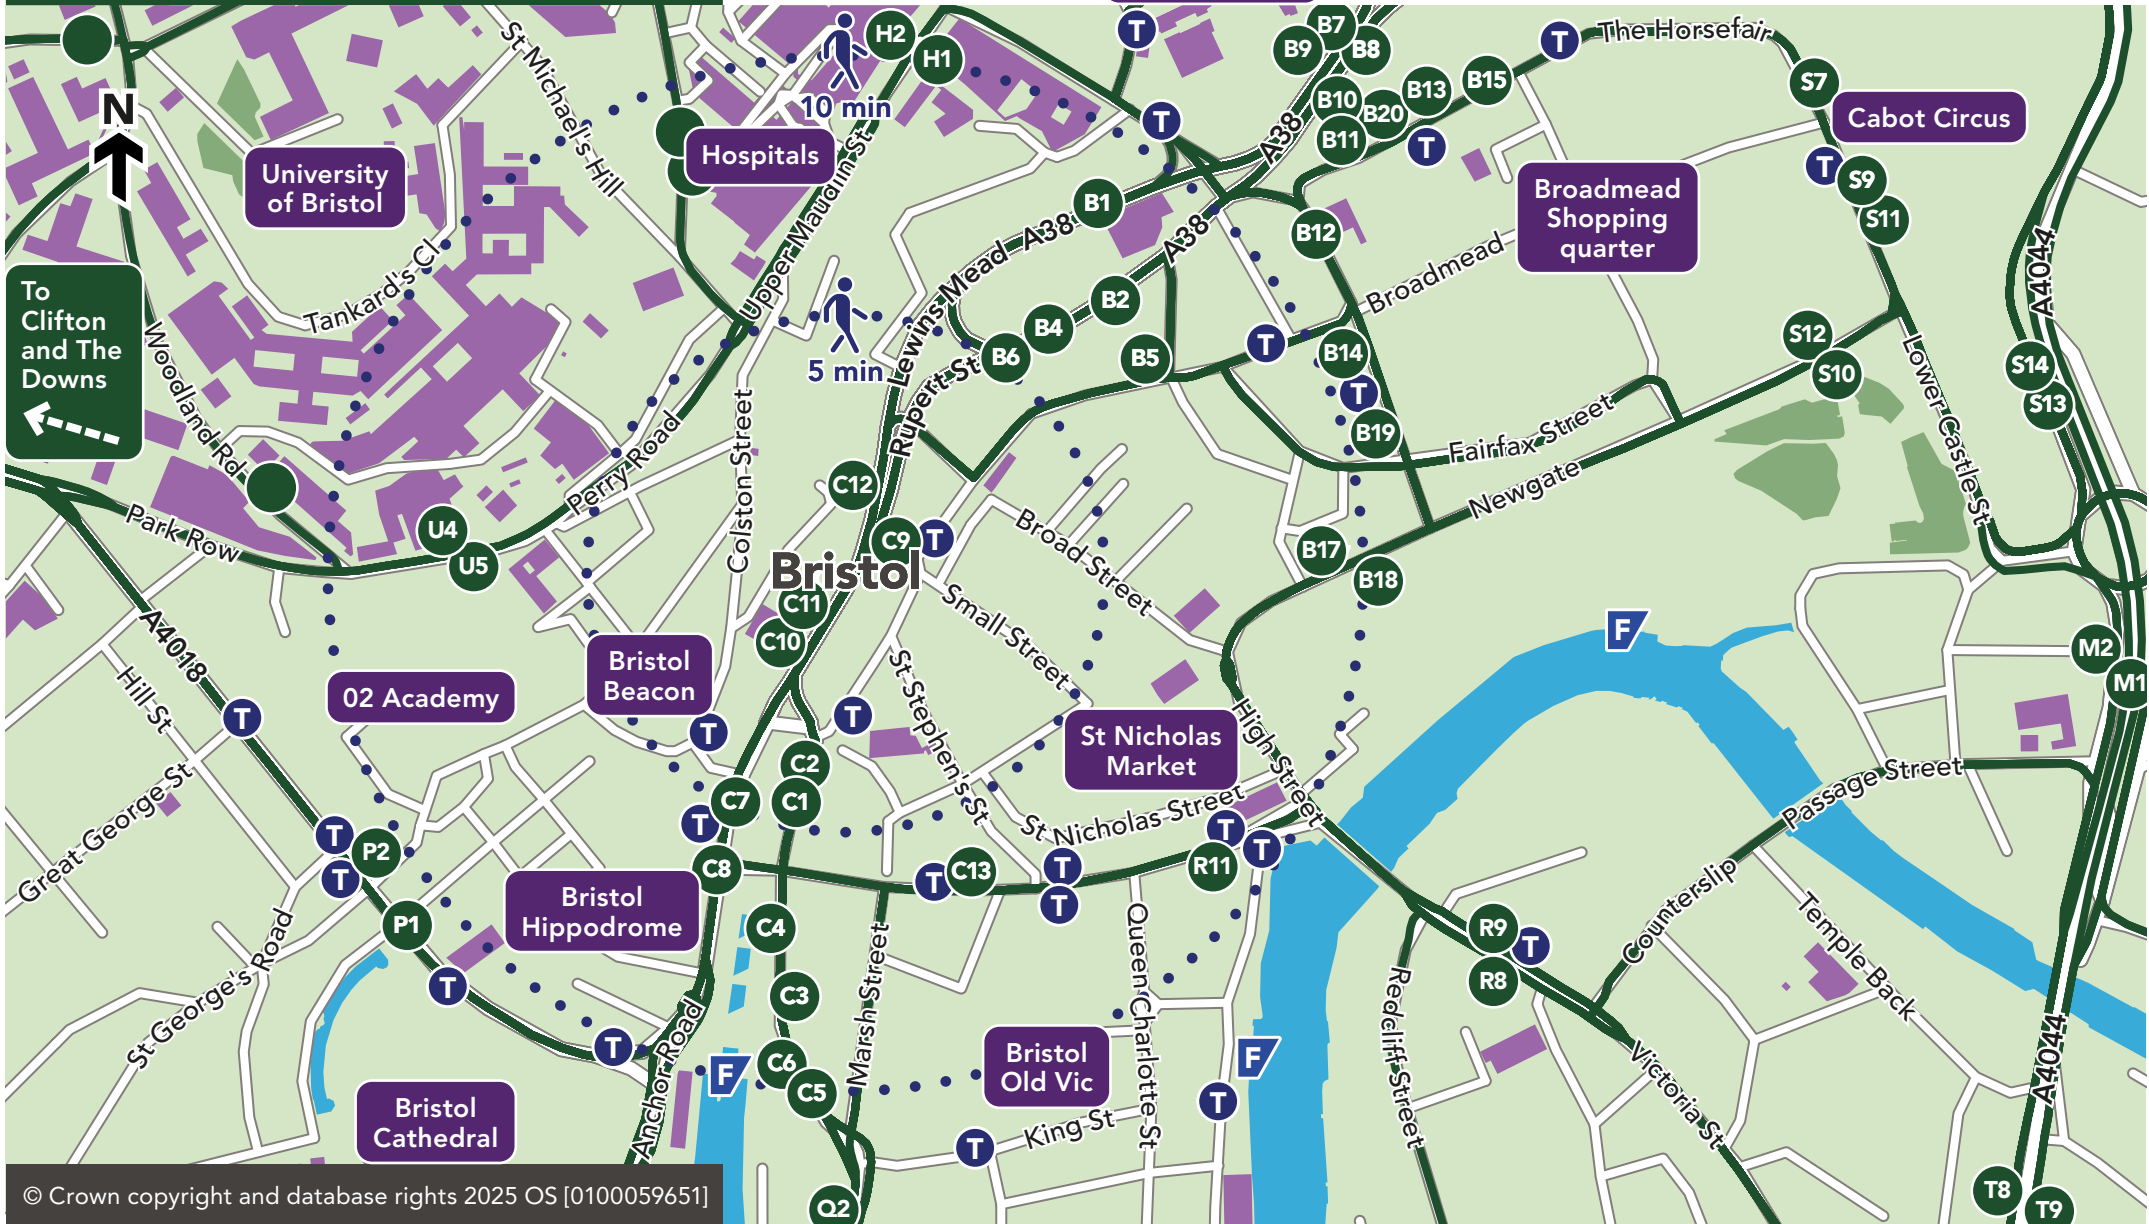 N
University
of Bristol
To
Clifton
and The
Downs
Tankard's Cl
St Michael's Hill
Hospitals
10 min
H2
H1
T
Upper Maudlin St
5 min
T
B7
B9
B8
B10
B20
B13
B15
B11
T
T
The Horsefair
S7
Cabot Circus
T
S9
S11
Broadmead
Shopping
quarter
A38
B1
A38
A38
B12
Broadmead
Lewins Mead
B2
B4
B6
B5
T
B14
T
B19
Rupert St
Fairfax Street
Newgate
S12
S10
S14
S13
A4044
Lower Castle St
Woodland Rd
Park Row
U4
U5
Perry Road
Colston Street
C12
C9
T
Bristol
C11
C10
Broad Street
Small Street
B17
B18
F
M2
M1
A4018
Hill St
T
02 Academy
Bristol
Beacon
T
T
St Stephen's St
St Nicholas
Market
High Street
Great George St
T
P2
T
P1
T
C2
C7
C1
T
C8
St Nicholas Street
T
C13
T
T
T
R11
T
Passage Street
Counterslip
Temple Back
Bristol
Hippodrome
C4
C3
C6
C5
Marsh Street
Queen Charlotte St
R9
T
R8
Redcliff Street
St George's Road
T
Anchor Road
F
Bristol
Old Vic
F
T
King St
T
Victoria St
A4044
Bristol
Cathedral
Q2
T8
T9
© Crown copyright and database rights 2025 OS [0100059651]